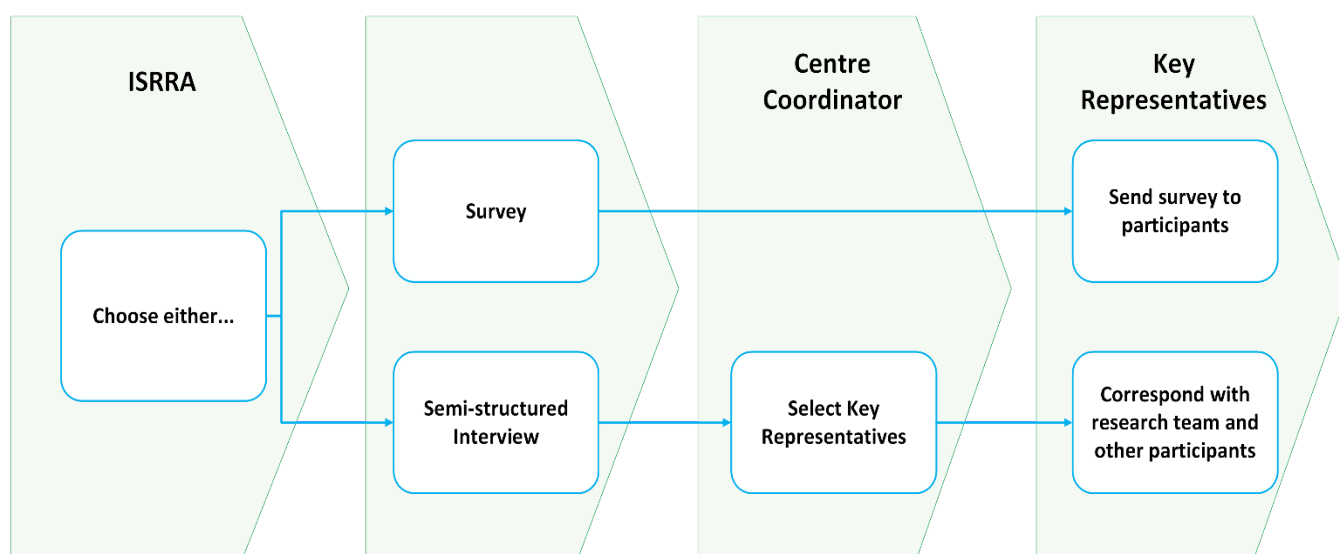 ISRRA
Centre
Coordinator
Key
Representatives
Survey
Send survey to
participants
Choose either...
Semi-structured
Interview
Select Key
Representatives
Correspond with
research team and
other participants